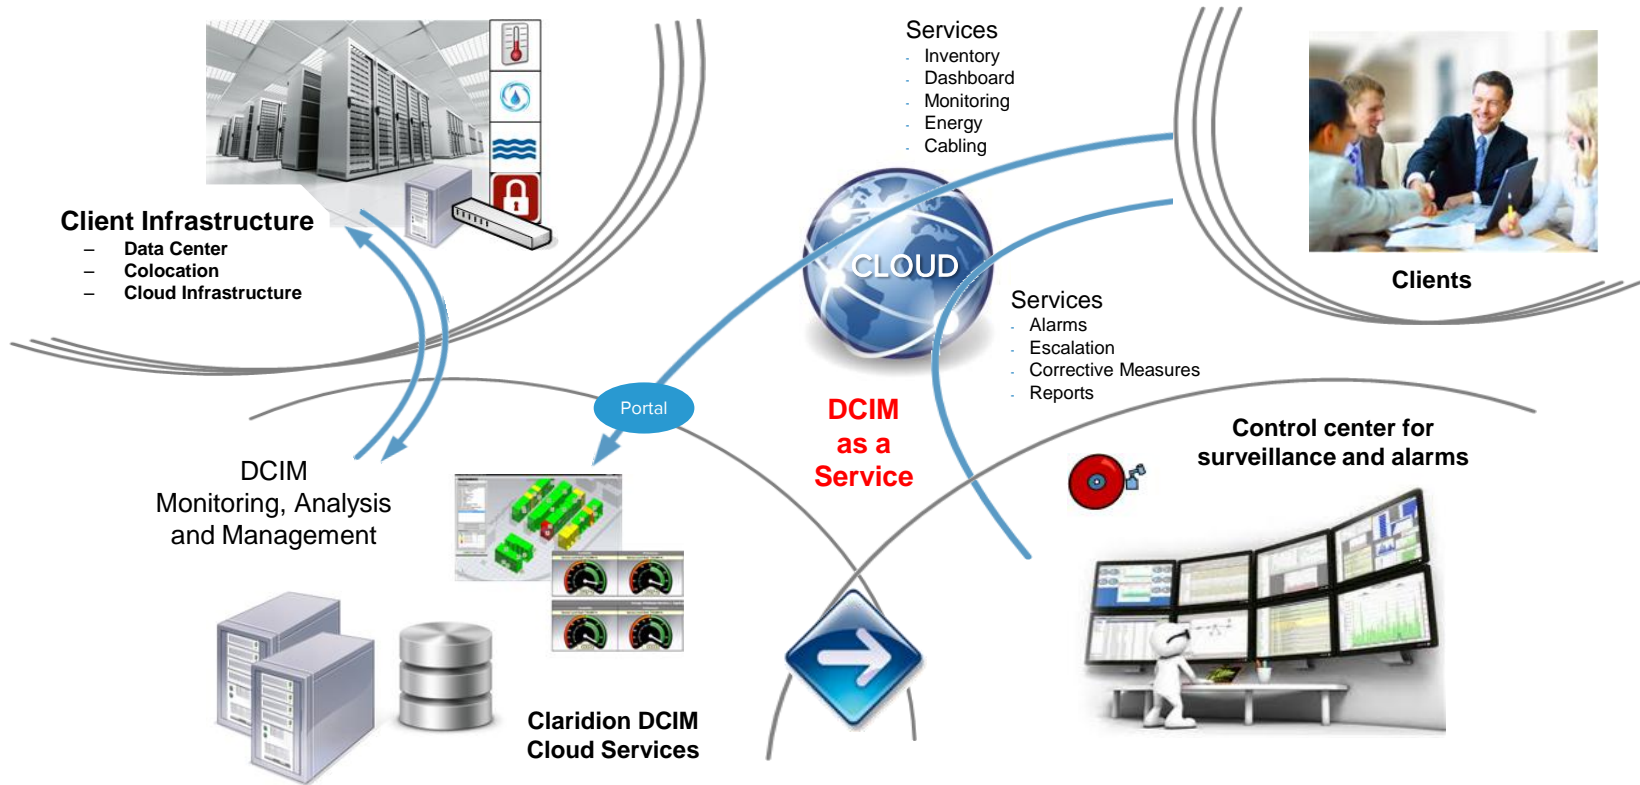 Services
- Inventory
- Dashboard
- Monitoring
- Energy
- Cabling
Client Infrastructure
– Data Center
– Colocation
– Cloud Infrastructure
CLOUD
Clients
Services
- Alarms
- Escalation
- Corrective Measures
- Reports
Portal
DCIM
as a
Service
Control center for
surveillance and alarms
DCIM
Monitoring, Analysis
and Management
Claridion DCIM
Cloud Services